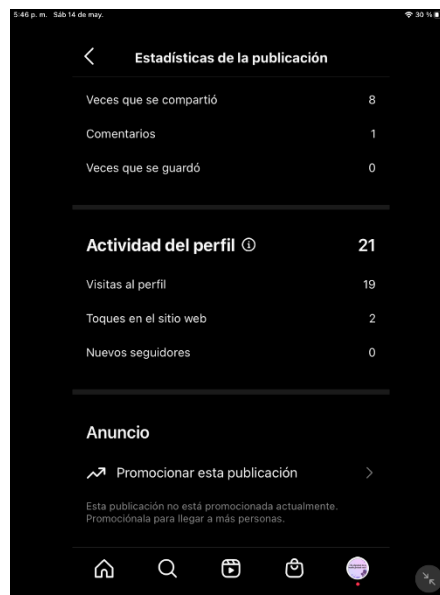 5:46 p. m. Sáb 14 de may. 30 %
Estadísticas de la publicación
Veces que se compartió 8
Comentarios 1
Veces que se guardó 0
Actividad del perfil 21
Visitas al perfil 19
Toques en el sitio web 2
Nuevos seguidores 0
Anuncio
Promocionar esta publicación
Esta publicación no está promocionada actualmente.
Promociónala para llegar a más personas.